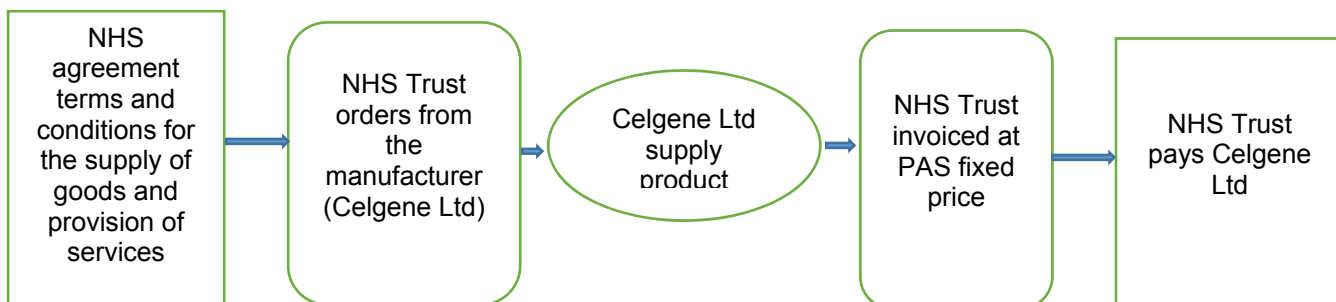 NHS
agreement
terms and
conditions for
the supply of
goods and
provision of
services
NHS Trust
orders from
the
manufacturer
(Celgene Ltd)
Celgene Ltd
supply
product
NHS Trust
invoiced at
PAS fixed
price
NHS Trust
pays Celgene
Ltd